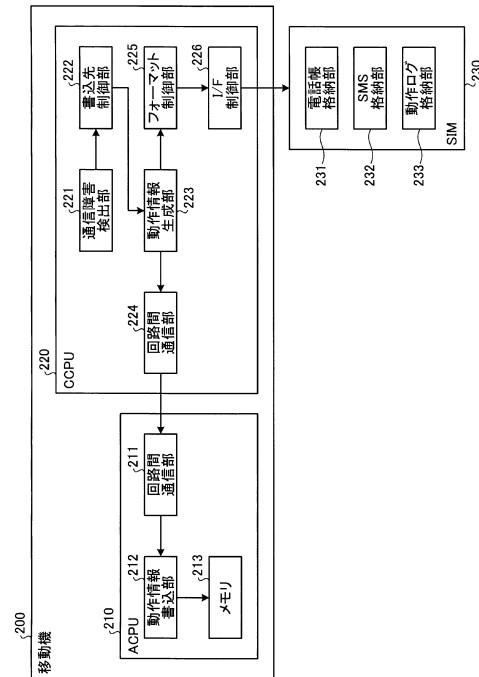 200
移動機
210
ACPU
212
動作情報
書込部
213
メモリ
211
回路間
通信部
220
CCPU
224
回路間
通信部
221
通信障害
検出部
222
書込先
制御部
223
動作情報
生成部
225
フォーマット
制御部
226
I/F
制御部
230
SIM
231
電話帳
格納部
232
SMS
格納部
233
動作ログ
格納部